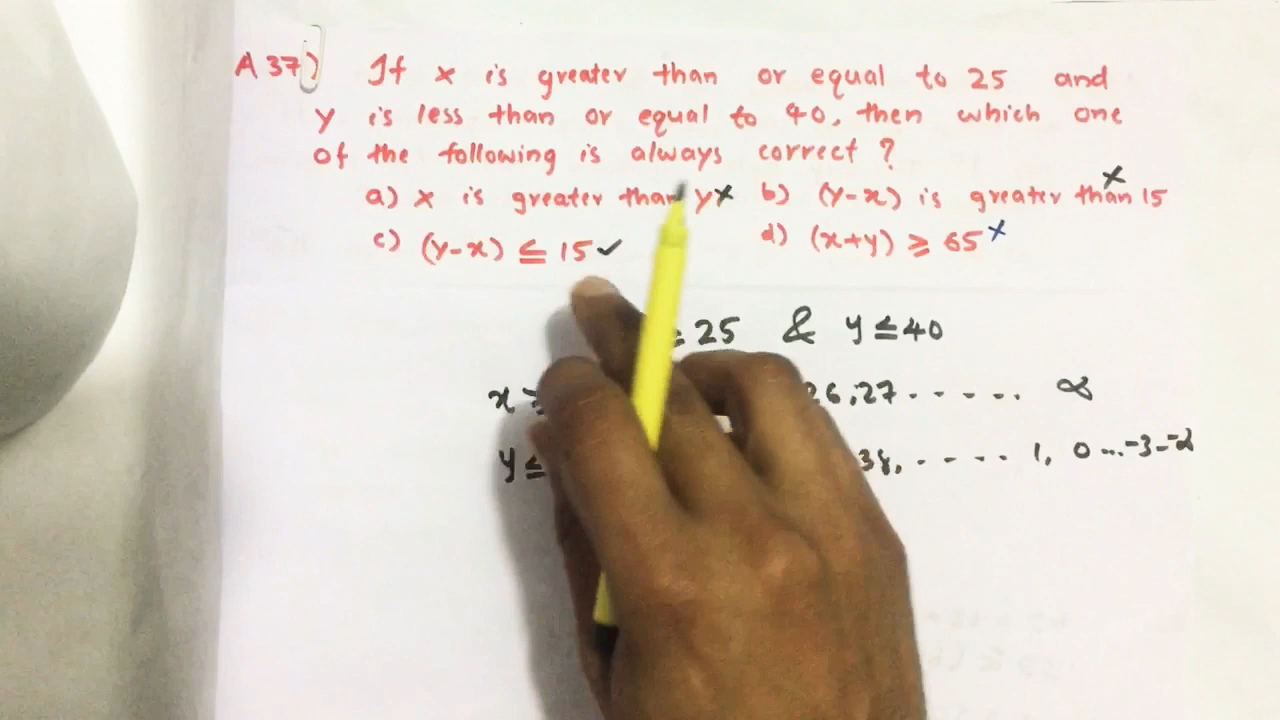 A 37) If x is greater than or equal to 25 and
y is less than or equal to 40, then which one
of the following is always correct ?
a) x is greater than y × b) (y-x) is greater than 15 ×
c) (y-x) ≤ 15 ✓ d) (x+y) ≥ 65 ×
25 & y ≤ 40
x 26, 27 ...... ∞
y ≤ 38, ..... 1, 0 ... -3 -2